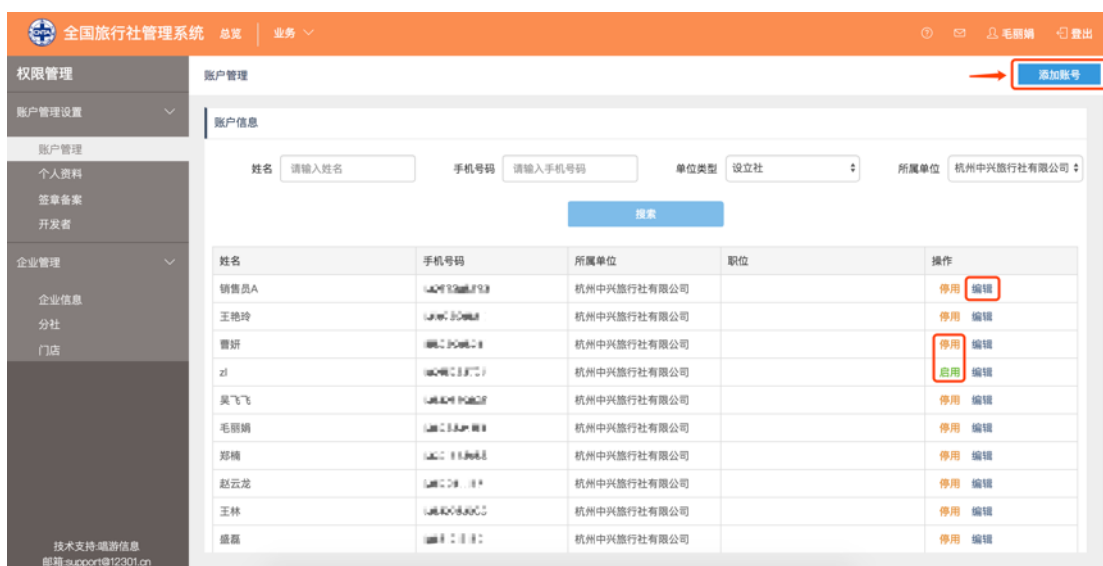 CNTA 全国旅行社管理系统 总览 业务 毛丽娟 登出
权限管理 账户管理 添加账号
账户管理设置
账户信息
账户管理
个人资料
姓名 请输入姓名 手机号码 请输入手机号码 单位类型 设立社 所属单位 杭州中兴旅行社有限公司
签章备案
开发者
搜索
企业管理
企业信息
分社
门店
姓名 手机号码 所属单位 职位 操作
销售员A 杭州中兴旅行社有限公司 停用 编辑
王艳玲 杭州中兴旅行社有限公司 停用 编辑
曹妍 杭州中兴旅行社有限公司 停用 编辑
zl 杭州中兴旅行社有限公司 启用 编辑
吴飞飞 杭州中兴旅行社有限公司 停用 编辑
毛丽娟 杭州中兴旅行社有限公司 停用 编辑
郑楠 杭州中兴旅行社有限公司 停用 编辑
赵云龙 杭州中兴旅行社有限公司 停用 编辑
王林 杭州中兴旅行社有限公司 停用 编辑
盛磊 杭州中兴旅行社有限公司 停用 编辑
技术支持:唱游信息
邮箱:support@12301.cn